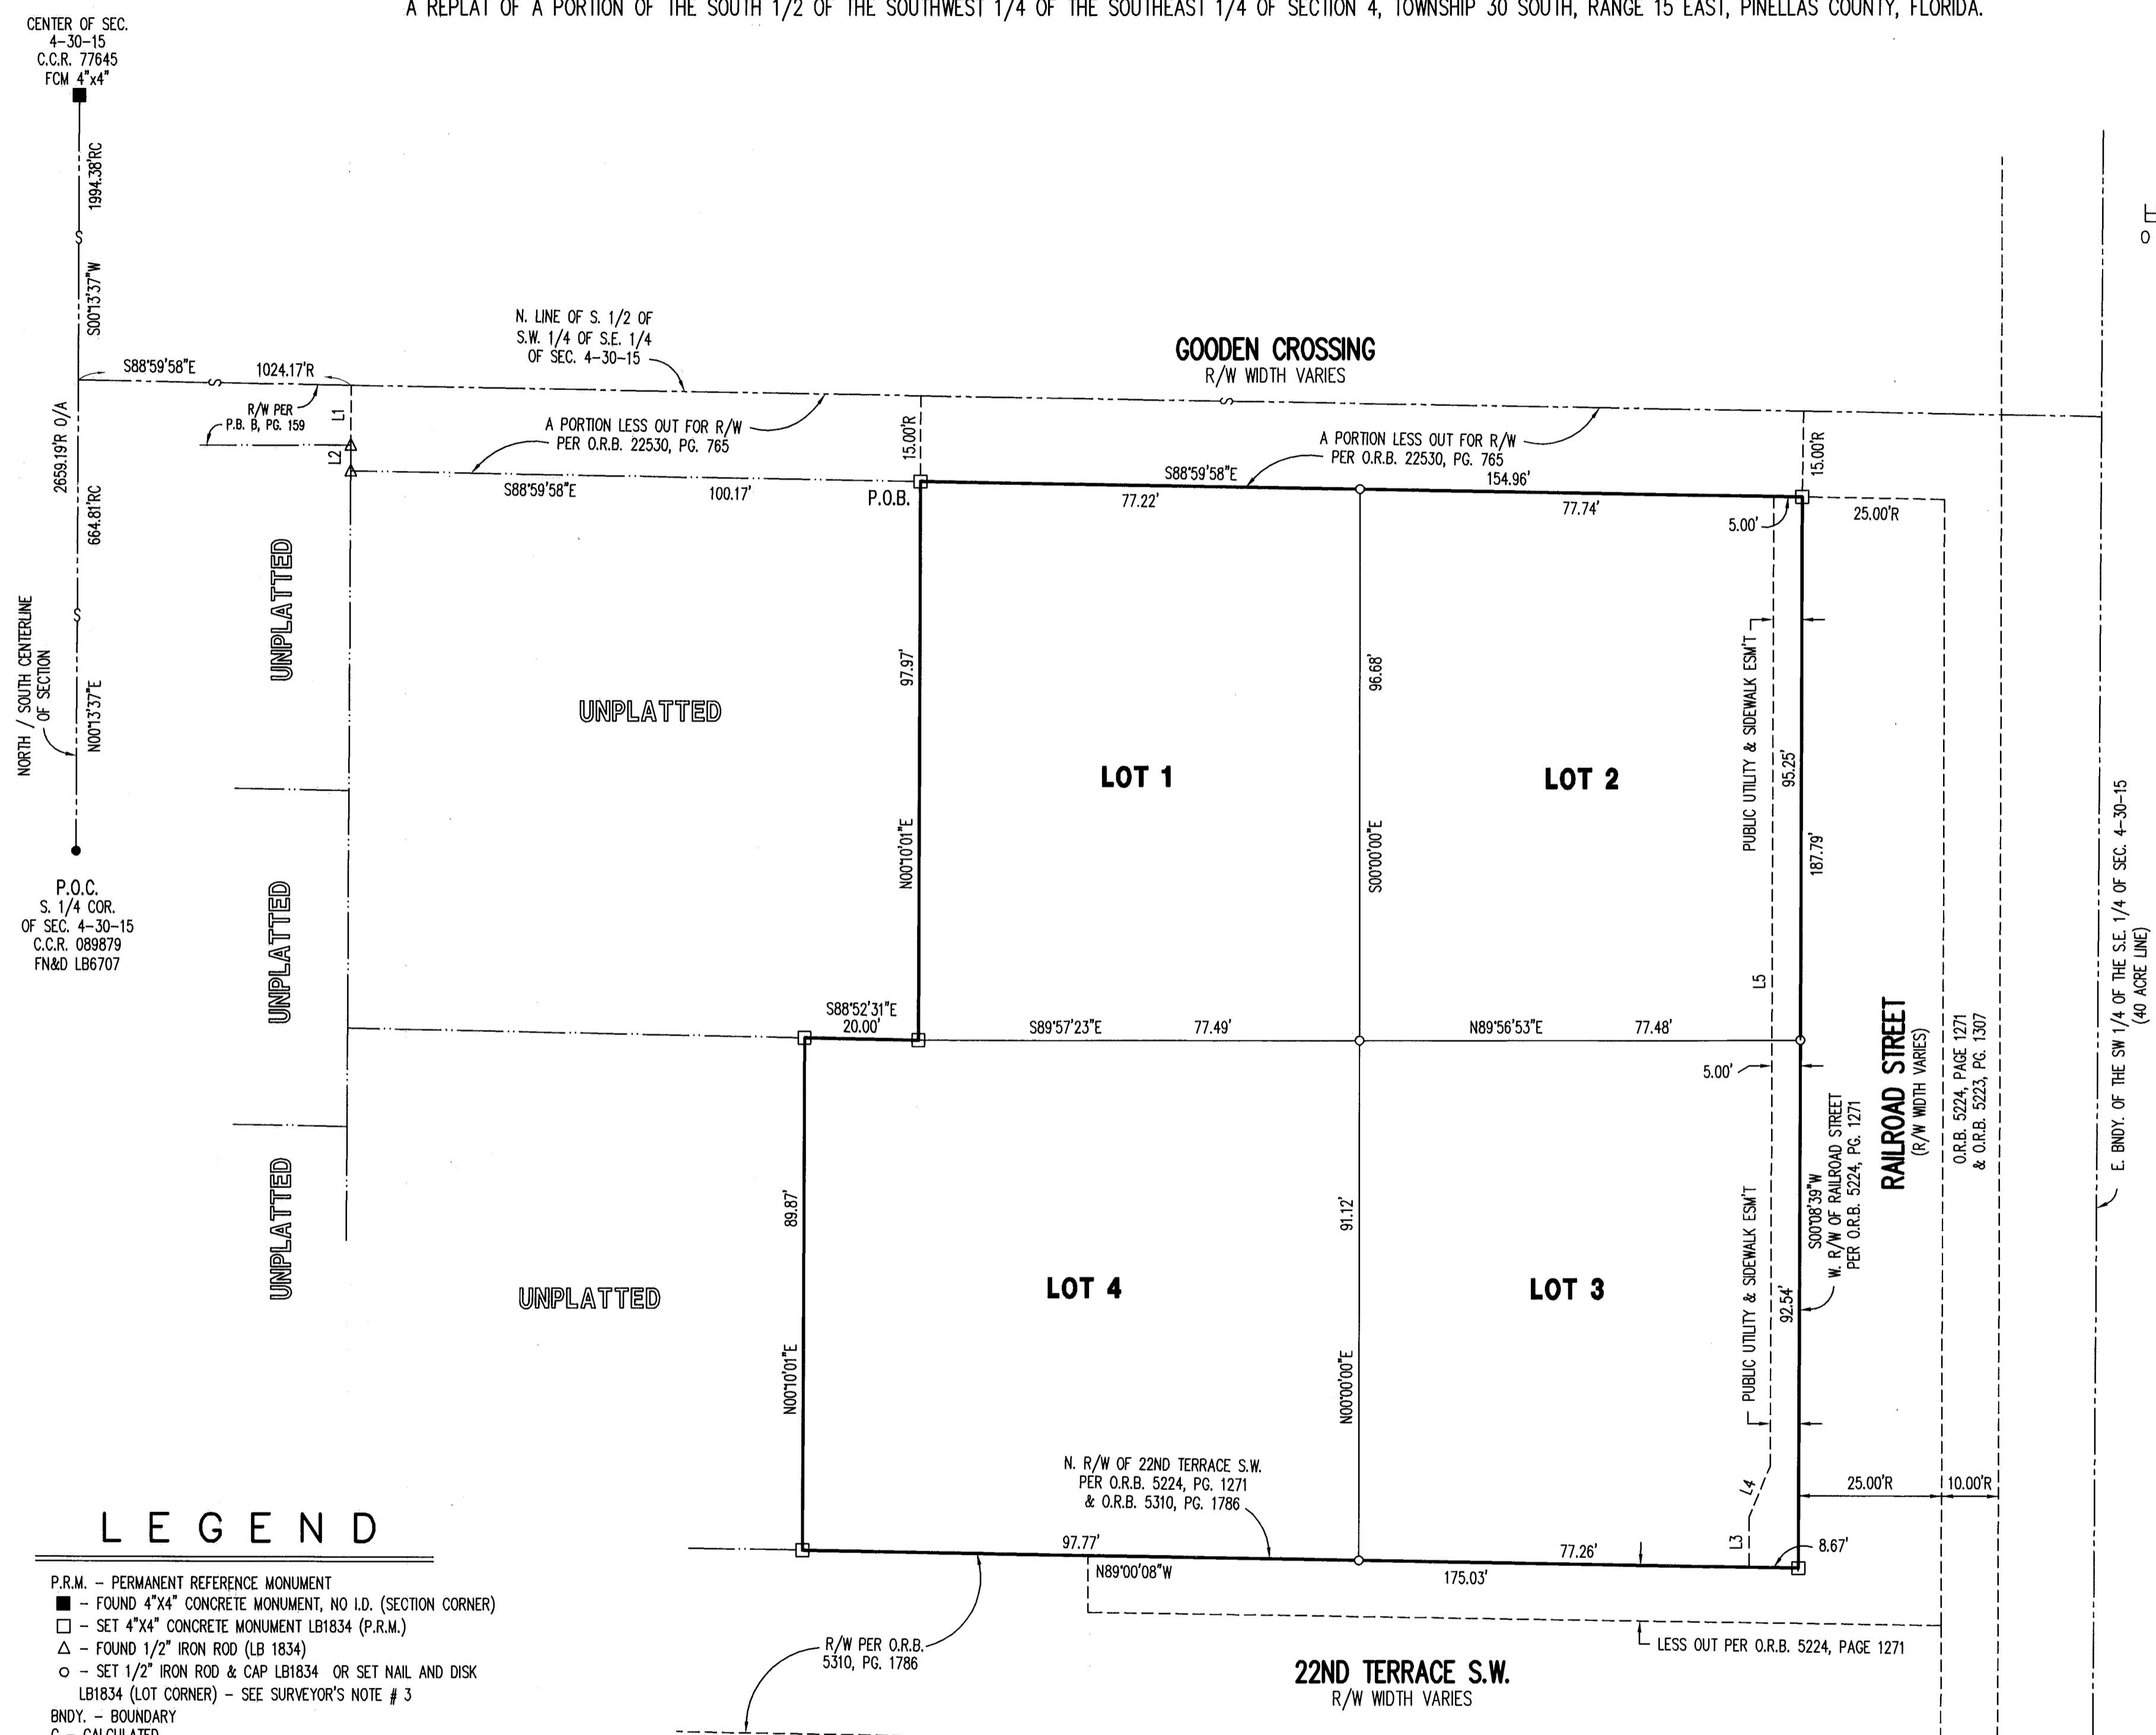 A REPLAT OF A PORTION OF THE SOUTH 1/2 OF THE SOUTHWEST 1/4 OF THE SOUTHEAST 1/4 OF SECTION 4, TOWNSHIP 30 SOUTH, RANGE 15 EAST, PINELLAS COUNTY, FLORIDA.
CENTER OF SEC.
4-30-15
C.C.R. 77645
FCM 4"x4"
1994.38'RC
S
S00°13'37"W
S88°59'58"E
1024.17'R
R/W PER
P.B. B, PG. 159
L1
L2
2659.19'R O/A
664.81'RC
S
N00°13'37"E
NORTH / SOUTH CENTERLINE
OF SECTION
P.O.C.
S. 1/4 COR.
OF SEC. 4-30-15
C.C.R. 089879
FN&D LB6707
N. LINE OF S. 1/2 OF
S.W. 1/4 OF S.E. 1/4
OF SEC. 4-30-15
GOODEN CROSSING
R/W WIDTH VARIES
A PORTION LESS OUT FOR R/W
PER O.R.B. 22530, PG. 765
15.00'R
A PORTION LESS OUT FOR R/W
PER O.R.B. 22530, PG. 765
15.00'R
S88°59'58"E
100.17'
P.O.B.
S88°59'58"E
154.96'
77.22'
77.74'
5.00'
25.00'R
UNPLATTED
UNPLATTED
UNPLATTED
UNPLATTED
UNPLATTED
97.97'
N00°10'01"E
LOT 1
96.68'
S00°00'00"E
LOT 2
PUBLIC UTILITY & SIDEWALK ESM'T
95.25'
187.79'
L5
S88°52'31"E
20.00'
S89°57'23"E
77.49'
N89°56'53"E
77.48'
5.00'
89.87'
N00°10'01"E
LOT 4
91.12'
N00°00'00"E
LOT 3
PUBLIC UTILITY & SIDEWALK ESM'T
92.54'
S00°08'39"W
W. R/W OF RAILROAD STREET
PER O.R.B. 5224, PG. 1271
RAILROAD STREET
(R/W WIDTH VARIES)
O.R.B. 5224, PAGE 1271
& O.R.B. 5223, PG. 1307
E. BNDY. OF THE SW 1/4 OF THE S.E. 1/4 OF SEC. 4-30-15
(40 ACRE LINE)
N. R/W OF 22ND TERRACE S.W.
PER O.R.B. 5224, PG. 1271
& O.R.B. 5310, PG. 1786
L4
L3
25.00'R
10.00'R
8.67'
97.77'
N89°00'08"W
77.26'
175.03'
R/W PER O.R.B.
5310, PG. 1786
LESS OUT PER O.R.B. 5224, PAGE 1271
22ND TERRACE S.W.
R/W WIDTH VARIES
LEGEND
P.R.M. - PERMANENT REFERENCE MONUMENT
■ - FOUND 4"X4" CONCRETE MONUMENT, NO I.D. (SECTION CORNER)
□ - SET 4"X4" CONCRETE MONUMENT LB1834 (P.R.M.)
△ - FOUND 1/2" IRON ROD (LB 1834)
○ - SET 1/2" IRON ROD & CAP LB1834 OR SET NAIL AND DISK
LB1834 (LOT CORNER) - SEE SURVEYOR'S NOTE # 3
BNDY. - BOUNDARY
C - CALCULATED